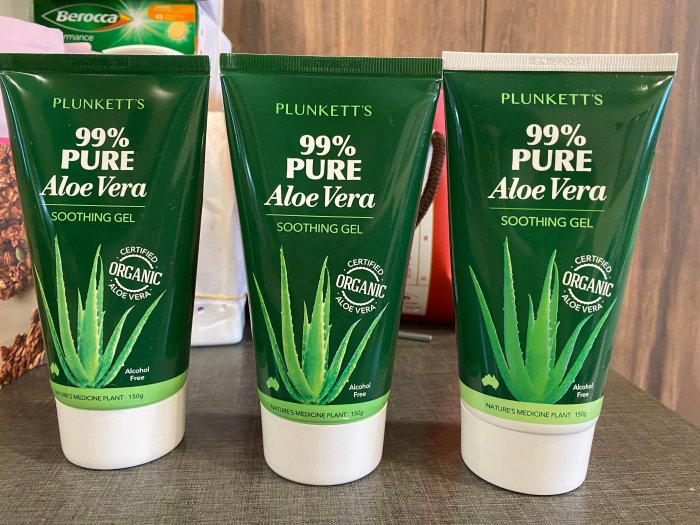 Berocca
rmance
45
PLUNKETT'S
99%
PURE
Aloe Vera
SOOTHING GEL
CERTIFIED
ORGANIC
ALOE VERA
Alcohol
Free
NATURE'S MEDICINE PLANT 150g
PLUNKETT'S
99%
PURE
Aloe Vera
SOOTHING GEL
CERTIFIED
ORGANIC
ALOE VERA
Alcohol
Free
NATURE'S MEDICINE PLANT 150g
PLUNKETT'S
99%
PURE
Aloe Vera
SOOTHING GEL
CERTIFIED
ORGANIC
ALOE VERA
Alcohol
Free
NATURE'S MEDICINE PLANT 150g